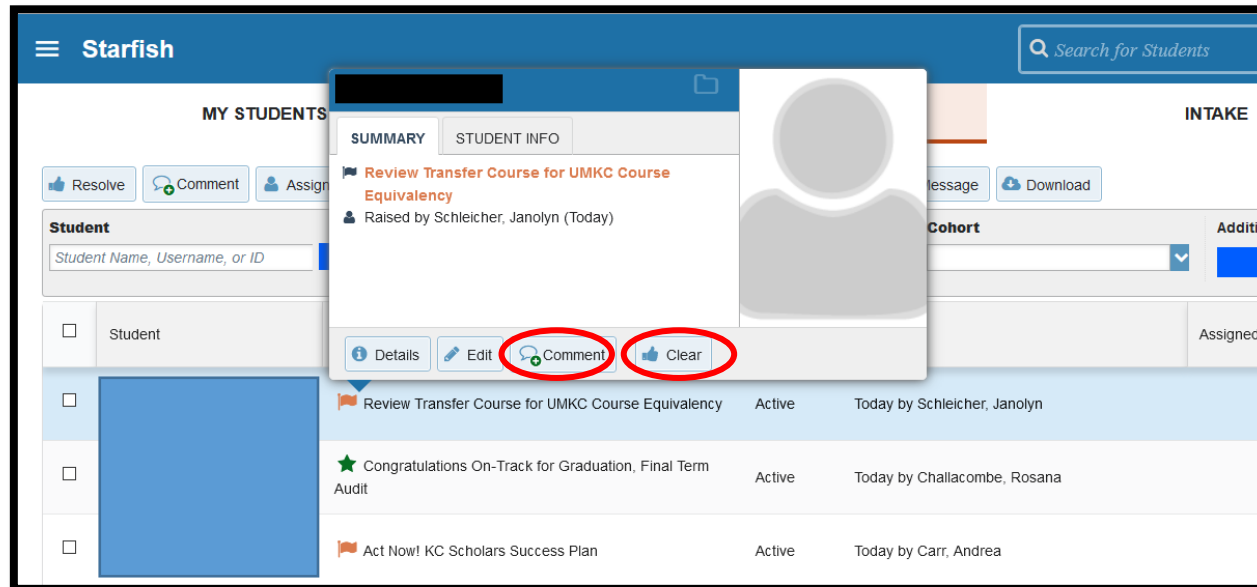 Starfish
Search for Students
MY STUDENTS
INTAKE
SUMMARY
STUDENT INFO
Review Transfer Course for UMKC Course
Equivalency
Raised by Schleicher, Janolyn (Today)
Resolve
Comment
Assign
Message
Download
Student
Cohort
Additi
Student Name, Username, or ID
Student
Assigned
Details
Edit
Comment
Clear
Review Transfer Course for UMKC Course Equivalency
Active
Today by Schleicher, Janolyn
Congratulations On-Track for Graduation, Final Term
Audit
Active
Today by Challacombe, Rosana
Act Now! KC Scholars Success Plan
Active
Today by Carr, Andrea